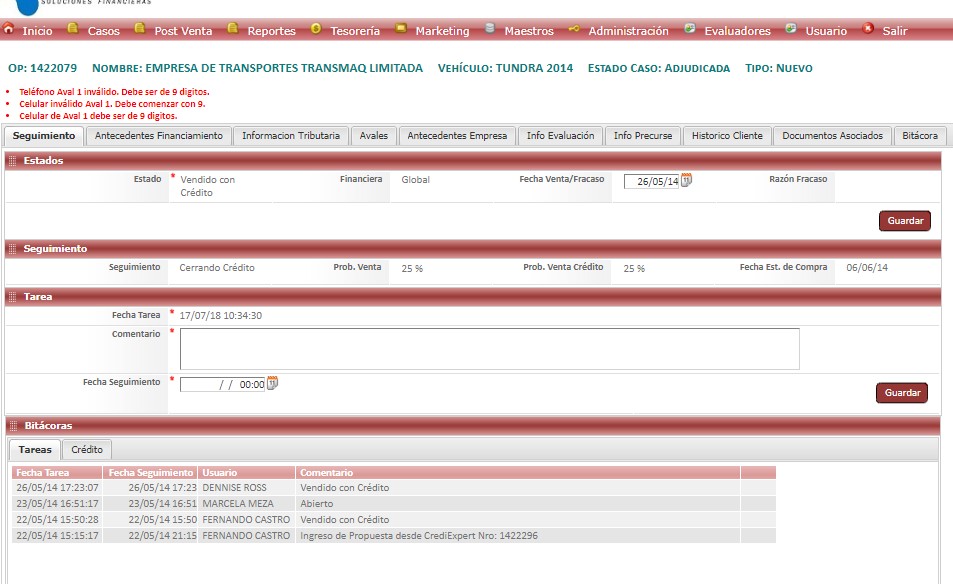 SOLUCIONES FINANCIERAS
Inicio Casos Post Venta Reportes Tesorería Marketing Maestros Administración Evaluadores Usuario Salir
OP: 1422079 NOMBRE: EMPRESA DE TRANSPORTES TRANSMAQ LIMITADA VEHÍCULO: TUNDRA 2014 ESTADO CASO: ADJUDICADA TIPO: NUEVO
Teléfono Aval 1 inválido. Debe ser de 9 digitos.
Celular inválido Aval 1. Debe comenzar con 9.
Celular de Aval 1 debe ser de 9 digitos.
Seguimiento Antecedentes Financiamiento Informacion Tributaria Avales Antecedentes Empresa Info Evaluación Info Precurse Historico Cliente Documentos Asociados Bitácora
Estados
Estado * Vendido con Crédito Financiera Global Fecha Venta/Fracaso 26/05/14 Razón Fracaso
Guardar
Seguimiento
Seguimiento Cerrando Crédito Prob. Venta 25 % Prob. Venta Crédito 25 % Fecha Est. de Compra 06/06/14
Tarea
Fecha Tarea * 17/07/18 10:34:30
Comentario *
Fecha Seguimiento * / / 00:00
Guardar
Bitácoras
Tareas Crédito
Fecha Tarea Fecha Seguimiento Usuario Comentario
26/05/14 17:23:07 26/05/14 17:23 DENNISE ROSS Vendido con Crédito
23/05/14 16:51:17 23/05/14 16:51 MARCELA MEZA Abierto
22/05/14 15:50:28 22/05/14 15:50 FERNANDO CASTRO Vendido con Crédito
22/05/14 15:15:17 22/05/14 21:15 FERNANDO CASTRO Ingreso de Propuesta desde CrediExpert Nro: 1422296